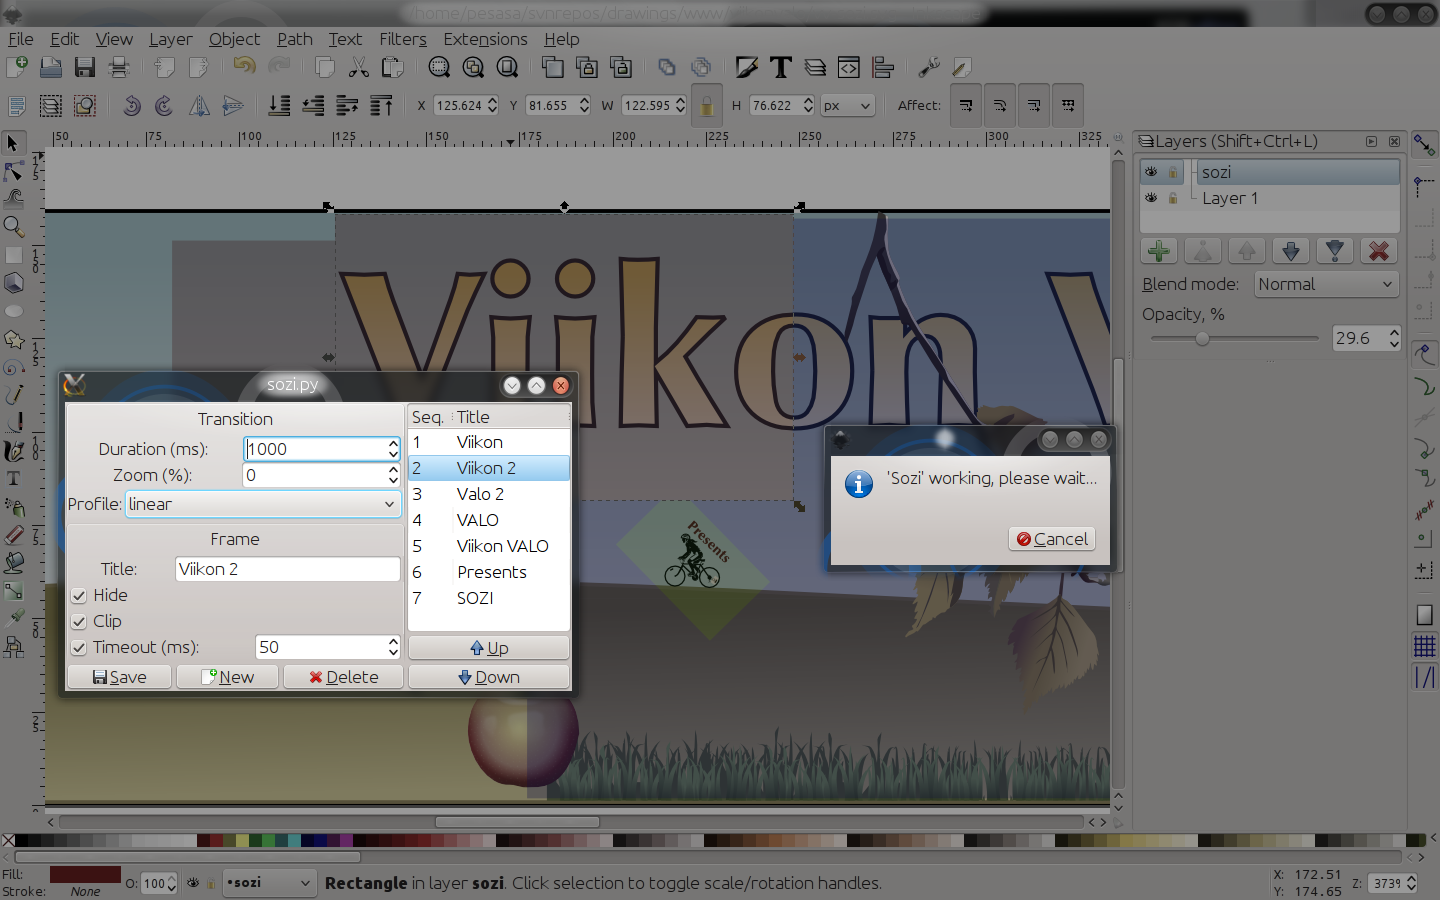 /home/pesasa/svnrepos/drawings/www/
File Edit View Layer Object Path Text Filters Extensions Help
X 125.624 Y 81.655 W 122.595 H 76.622 px Affect:
50 75 100 125 150 175 200 225 250 275 300 325
Layers (Shift+Ctrl+L)
sozi
Layer 1
Blend mode: Normal
Opacity, %
29.6
Viikon V
Presents
sozi.py
Transition
Duration (ms): 1000
Zoom (%): 0
Profile: linear
Frame
Title: Viikon 2
Hide
Clip
Timeout (ms): 50
Save New Delete
Seq. Title
1 Viikon
2 Viikon 2
3 Valo 2
4 VALO
5 Viikon VALO
6 Presents
7 SOZI
Up
Down
'Sozi' working, please wait...
Cancel
Fill:
Stroke: None
O: 100
•sozi
Rectangle in layer sozi. Click selection to toggle scale/rotation handles.
X: 172.51
Y: 174.65
Z: 373%